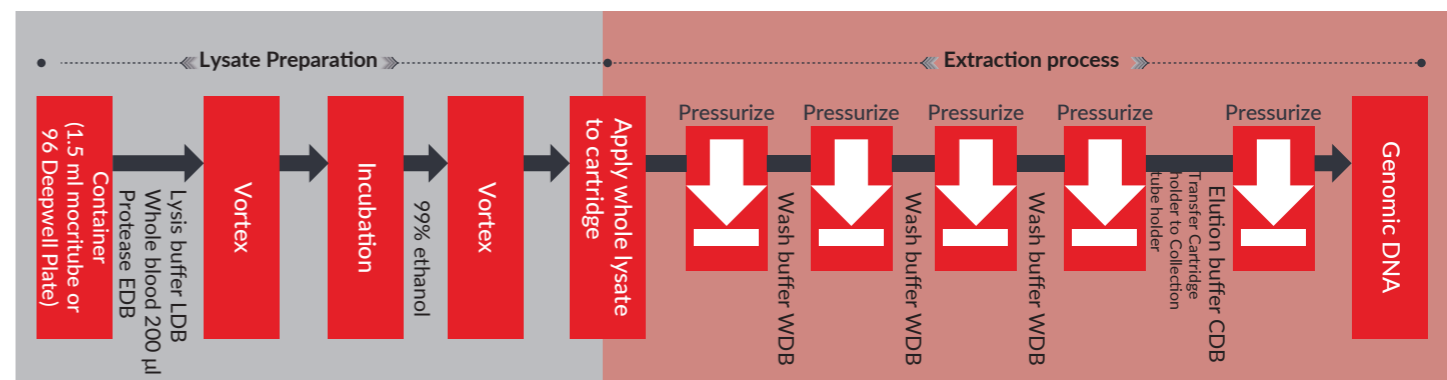 Lysate Preparation
Extraction process
Container
(1.5 ml mocritube or
96 Deepwell Plate)
Lysis buffer LDB
Whole blood 200 µl
Protease EDB
Vortex
Incubation
99% ethanol
Vortex
Apply whole lysate
to cartridge
Pressurize
Wash buffer WDB
Pressurize
Wash buffer WDB
Pressurize
Wash buffer WDB
Pressurize
Elution buffer CDB
Transfer Cartridge
holder to Collection
tube holder
Pressurize
Genomic DNA